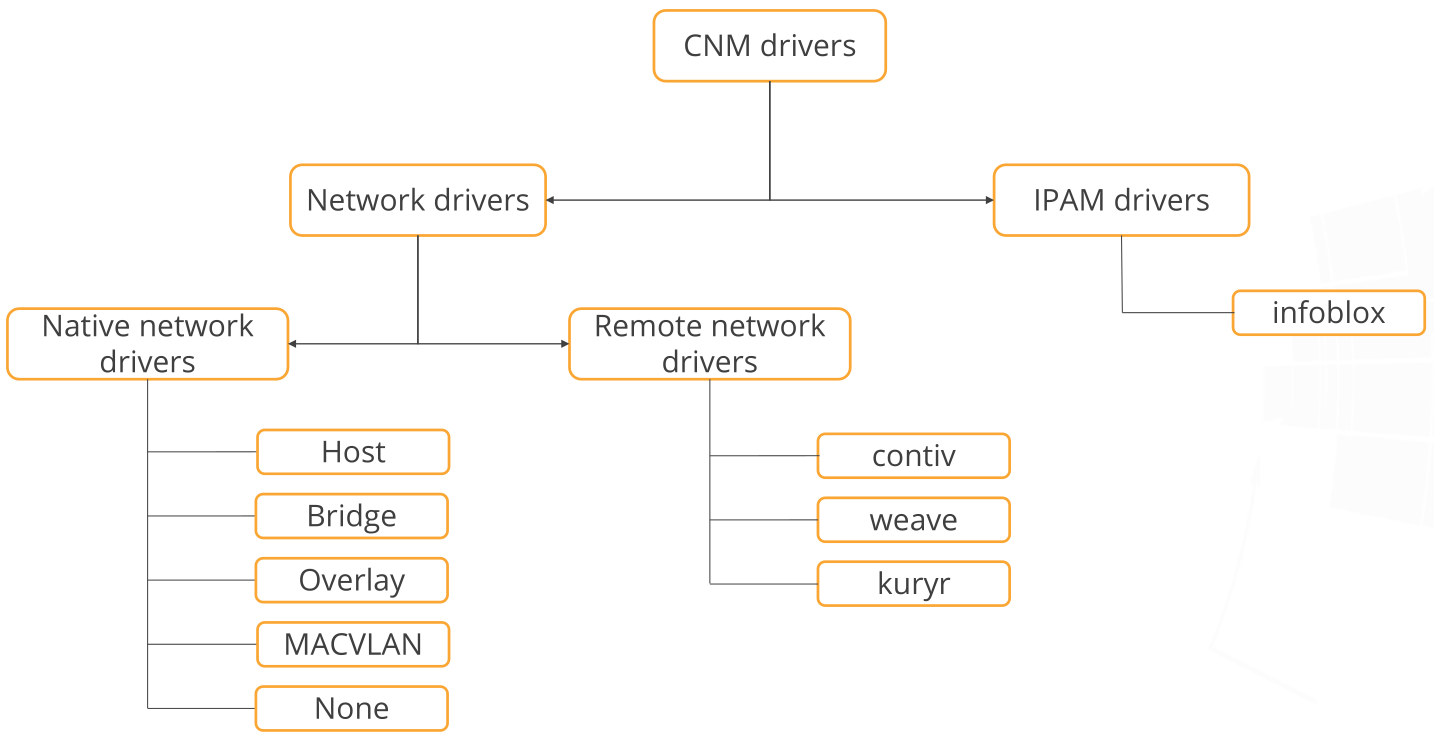 CNM drivers
Network drivers
IPAM drivers
Native network
drivers
Remote network
drivers
infoblox
Host
Bridge
Overlay
MACVLAN
None
contiv
weave
kuryr